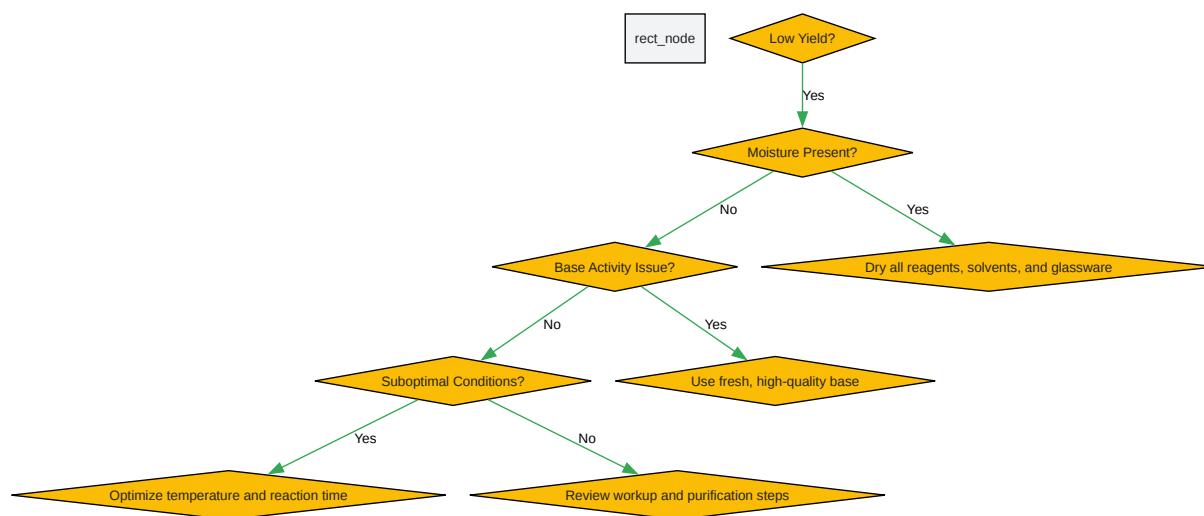 rect_node
Low Yield?
Yes
Moisture Present?
No
Yes
Base Activity Issue?
Dry all reagents, solvents, and glassware
No
Yes
Suboptimal Conditions?
Use fresh, high-quality base
Yes
No
Optimize temperature and reaction time
Review workup and purification steps